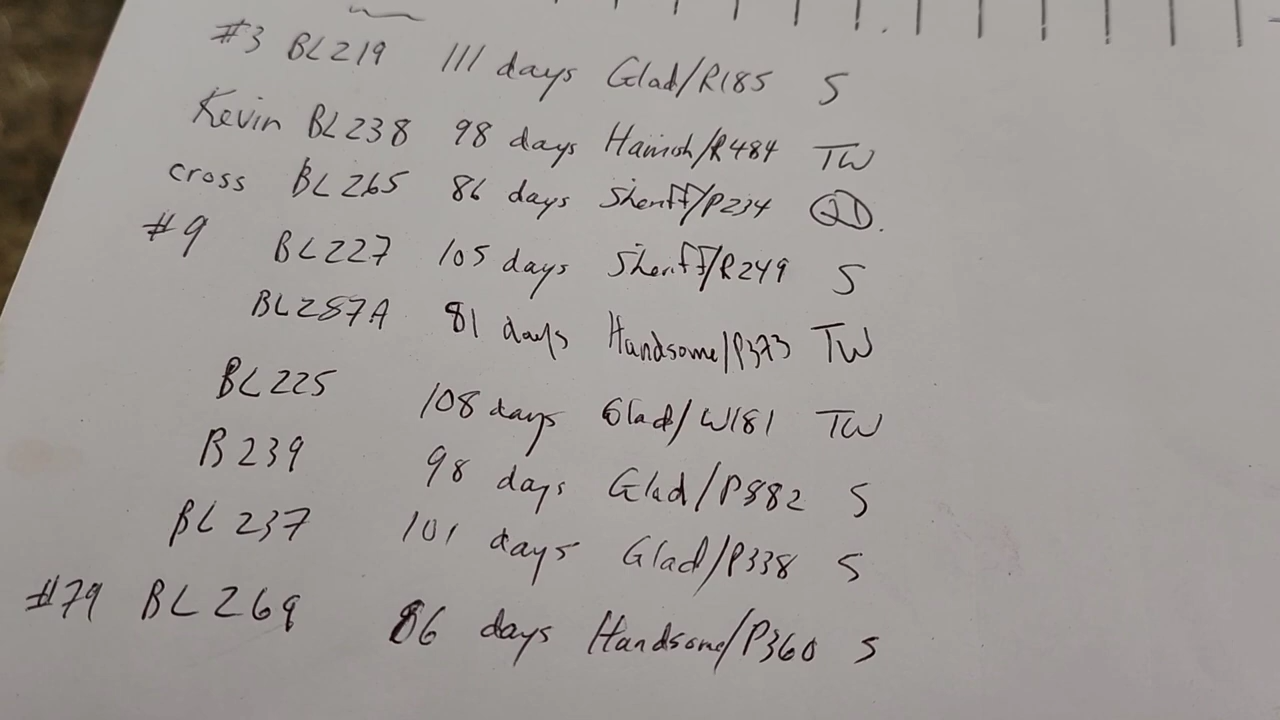 #3 BL219 111 days Glad/R185 S
Kevin BL238 98 days Hamish/R484 TW
cross BL265 86 days Sheriff/P234 QD.
#9 BL227 105 days Sheriff/R249 S
BL287A 81 days Handsome/P373 TW
BL225 108 days Glad/W181 TW
B239 98 days Glad/P882 S
BL237 101 days Glad/P338 S
#79 BL269 86 days Handsome/P360 S